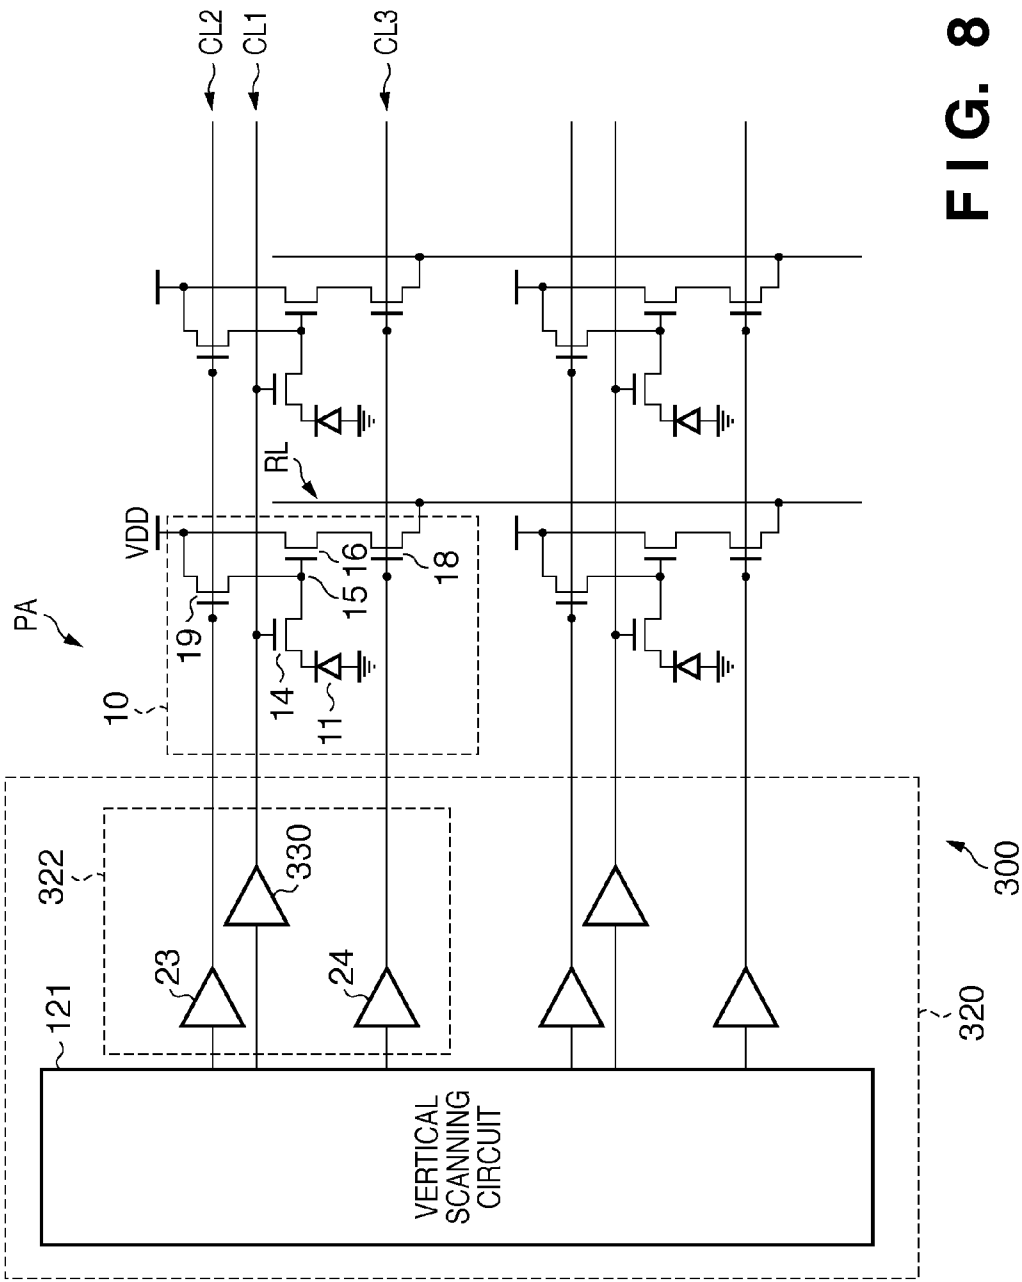 FIG. 8
CL2
CL1
CL3
PA
VDD
RL
10
19
14
11
15
16
18
322
23
330
24
121
VERTICAL
SCANNING
CIRCUIT
300
320